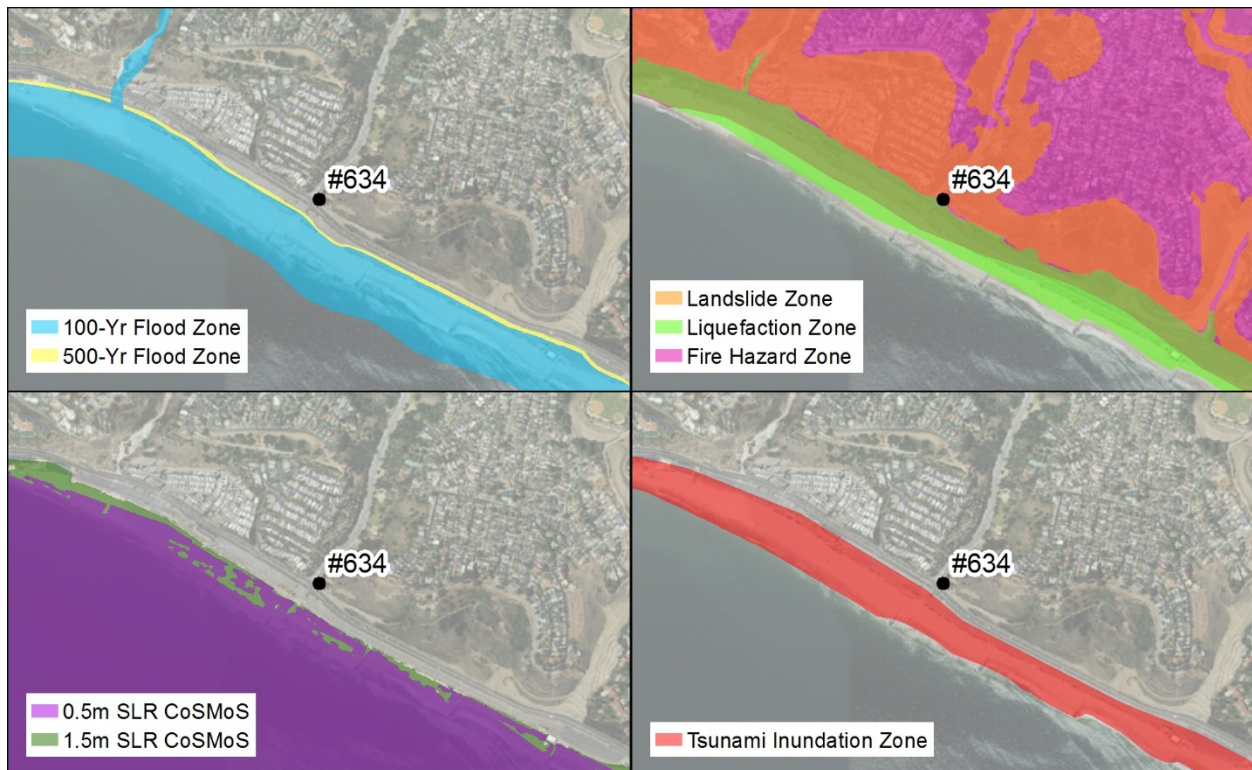 #634
100-Yr Flood Zone
500-Yr Flood Zone
#634
Landslide Zone
Liquefaction Zone
Fire Hazard Zone
#634
0.5m SLR CoSMoS
1.5m SLR CoSMoS
#634
Tsunami Inundation Zone